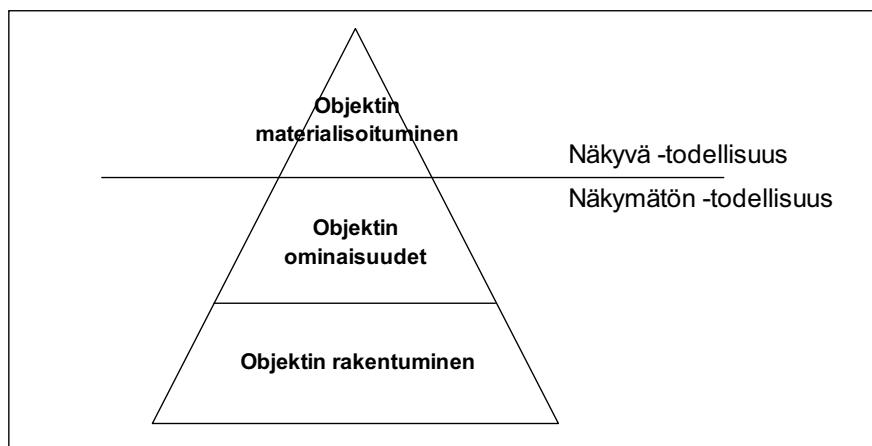 Objektin
materialisoituminen
Näkyvä -todellisuus
Näkymätön -todellisuus
Objektin
ominaisuudet
Objektin rakentuminen